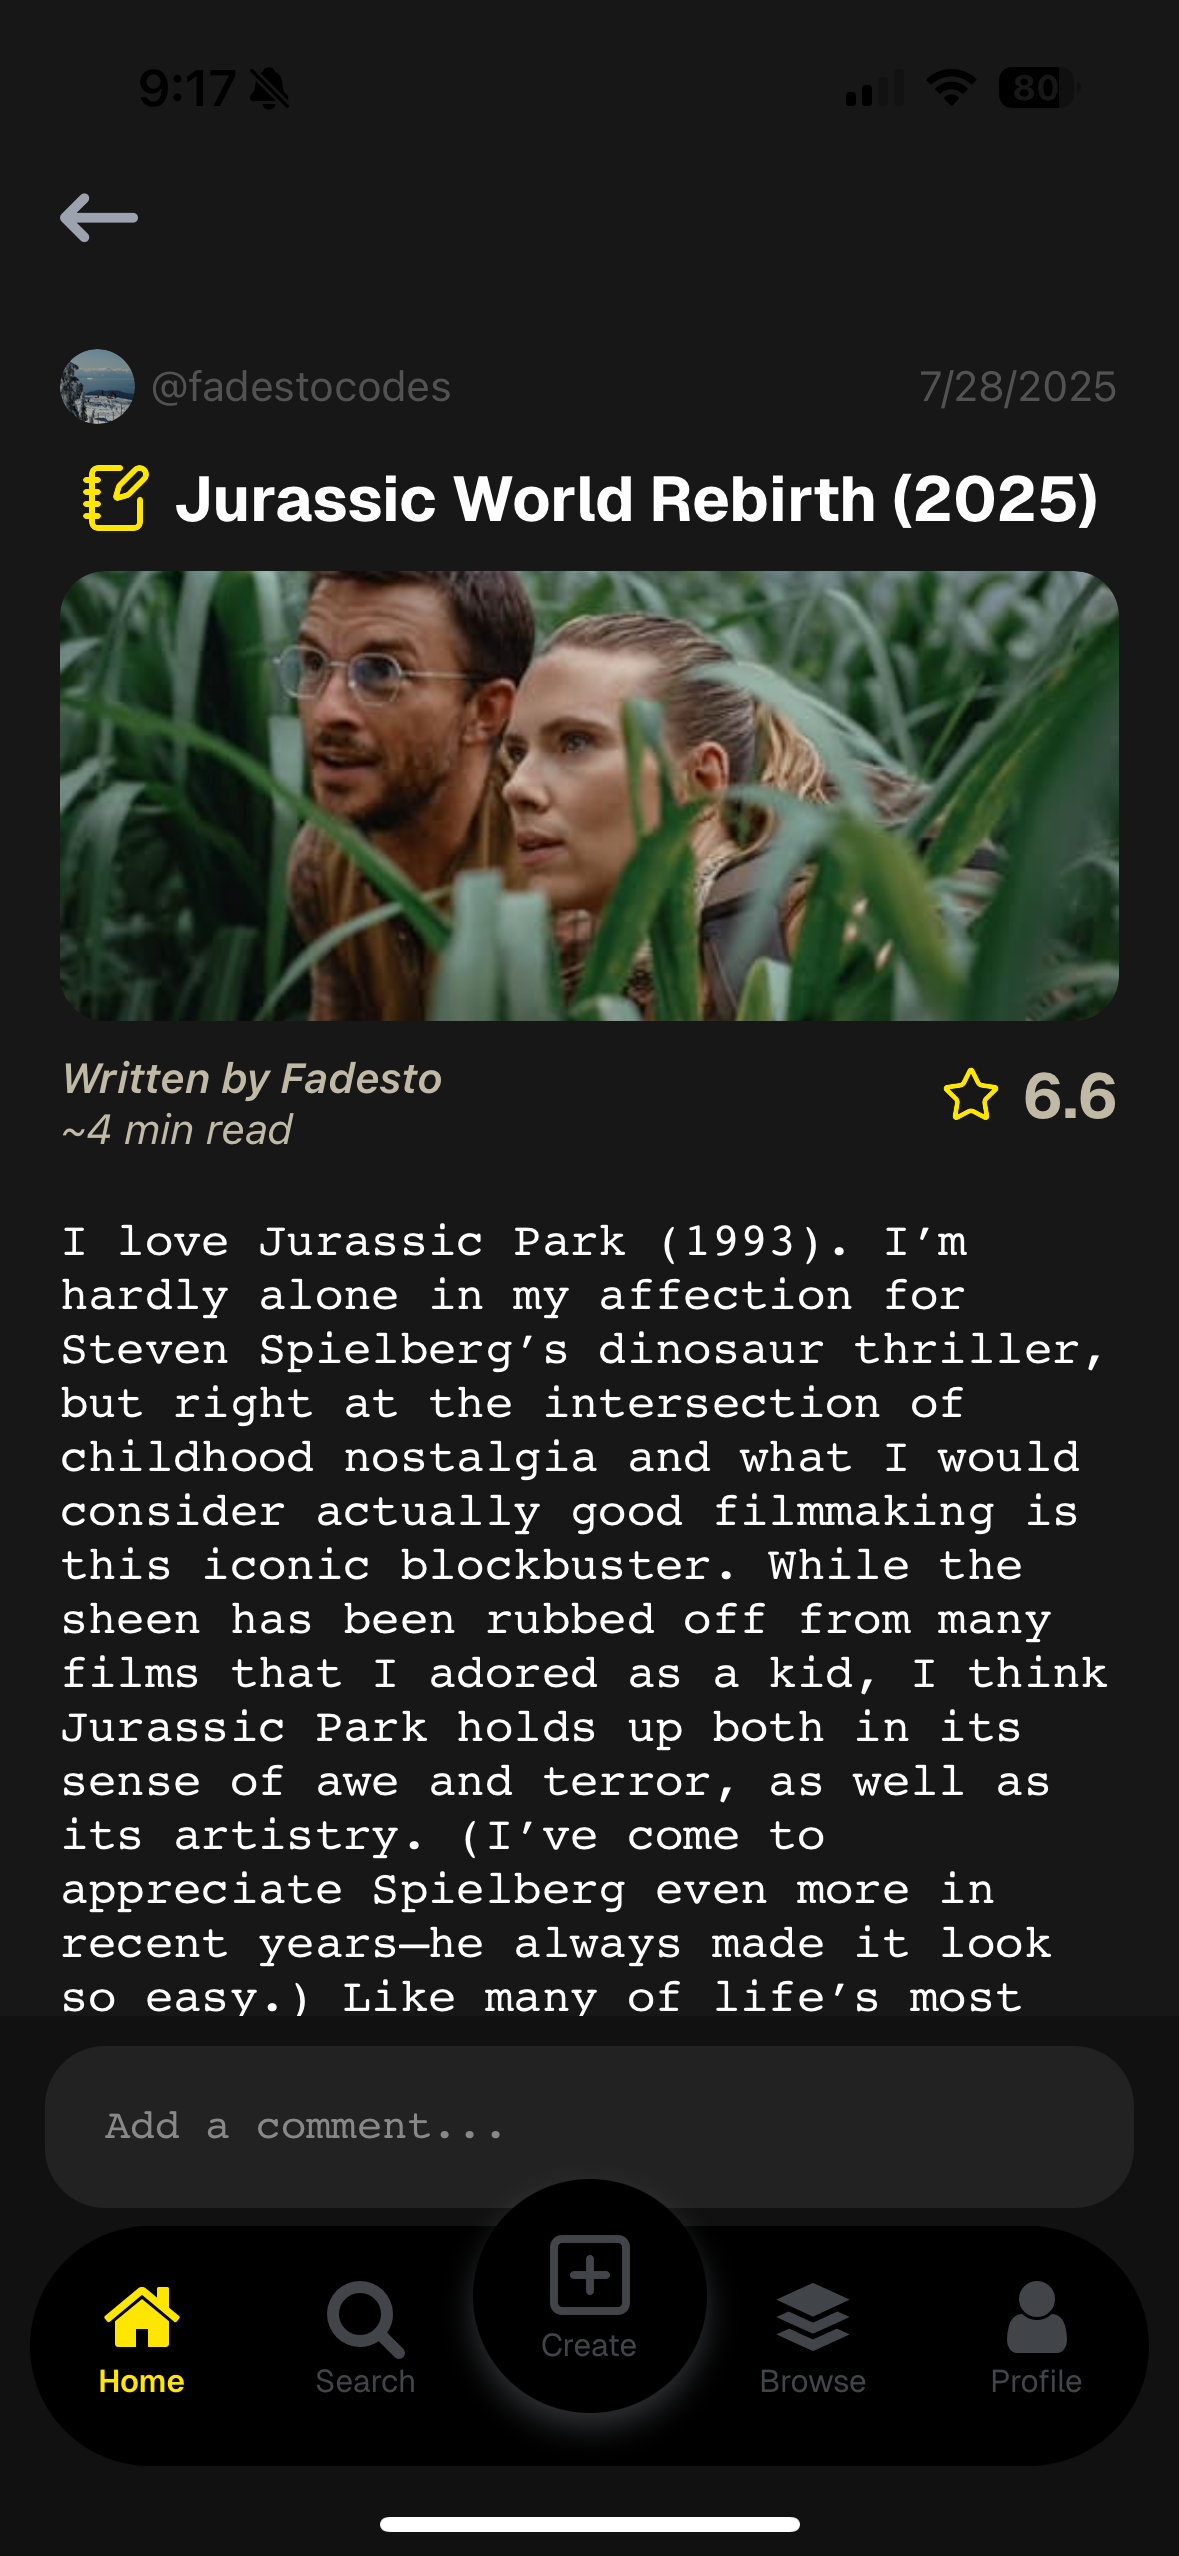 9:17
80
@fadestocodes
7/28/2025
Jurassic World Rebirth (2025)
Written by Fadesto
~4 min read
6.6
I love Jurassic Park (1993). I’m
hardly alone in my affection for
Steven Spielberg’s dinosaur thriller,
but right at the intersection of
childhood nostalgia and what I would
consider actually good filmmaking is
this iconic blockbuster. While the
sheen has been rubbed off from many
films that I adored as a kid, I think
Jurassic Park holds up both in its
sense of awe and terror, as well as
its artistry. (I’ve come to
appreciate Spielberg even more in
recent years—he always made it look
so easy.) Like many of life’s most
Add a comment...
Create
Home
Search
Browse
Profile